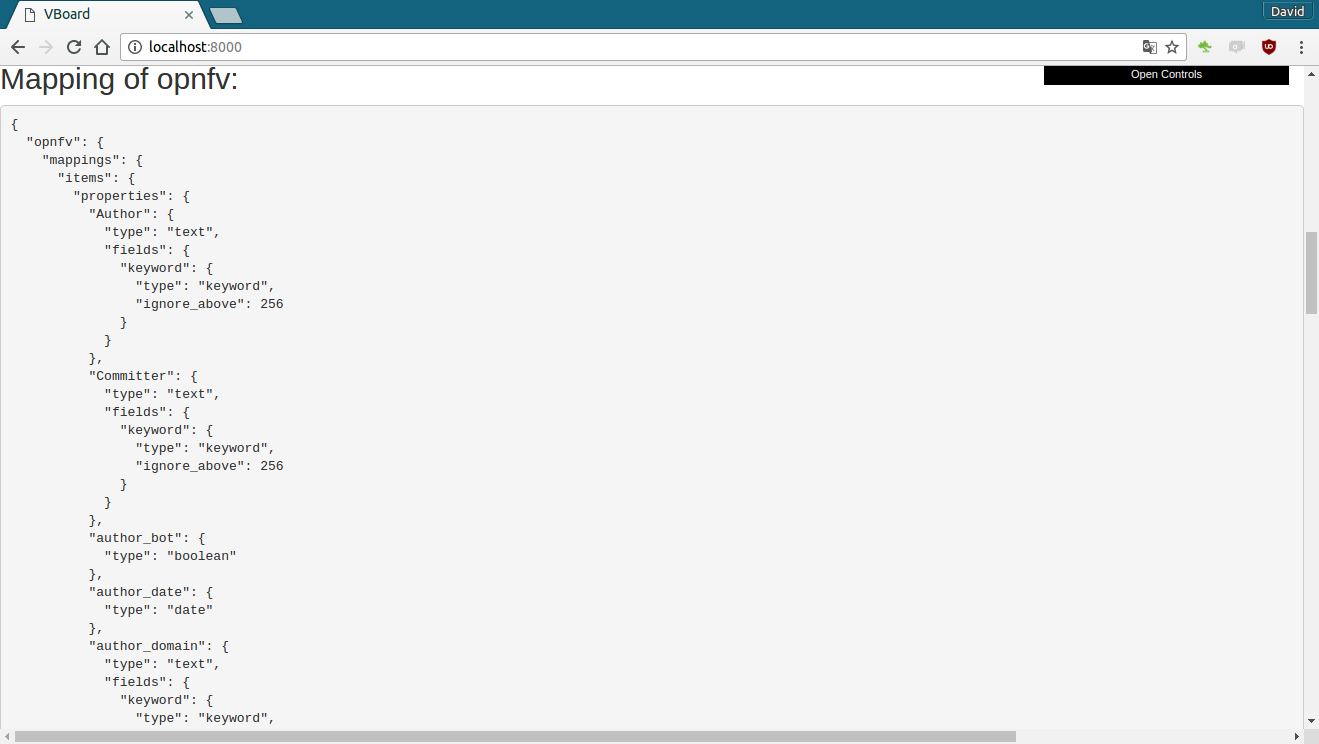 VBoard
David
localhost:8000
Mapping of opnfv:
Open Controls
{
  "opnfv": {
    "mappings": {
      "items": {
        "properties": {
          "Author": {
            "type": "text",
            "fields": {
              "keyword": {
                "type": "keyword",
                "ignore_above": 256
              }
            }
          },
          "Committer": {
            "type": "text",
            "fields": {
              "keyword": {
                "type": "keyword",
                "ignore_above": 256
              }
            }
          },
          "author_bot": {
            "type": "boolean"
          },
          "author_date": {
            "type": "date"
          },
          "author_domain": {
            "type": "text",
            "fields": {
              "keyword": {
                "type": "keyword",